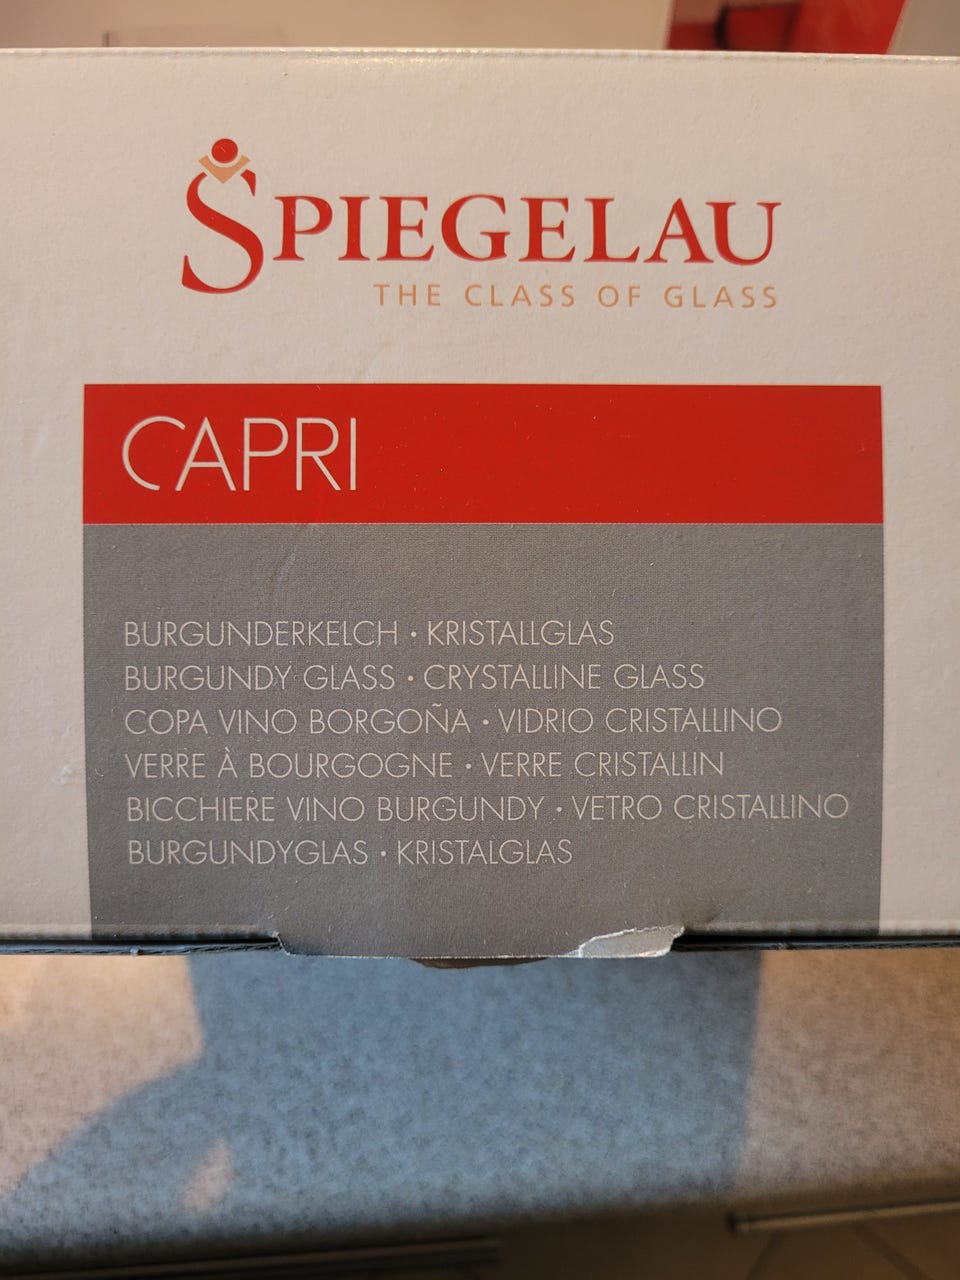 SPIEGELAU
THE CLASS OF GLASS
CAPRI
BURGUNDERKELCH · KRISTALLGLAS
BURGUNDY GLASS · CRYSTALLINE GLASS
COPA VINO BORGOÑA · VIDRIO CRISTALLINO
VERRE À BOURGOGNE · VERRE CRISTALLIN
BICCHIERE VINO BURGUNDY · VETRO CRISTALLINO
BURGUNDYGLAS · KRISTALGLAS